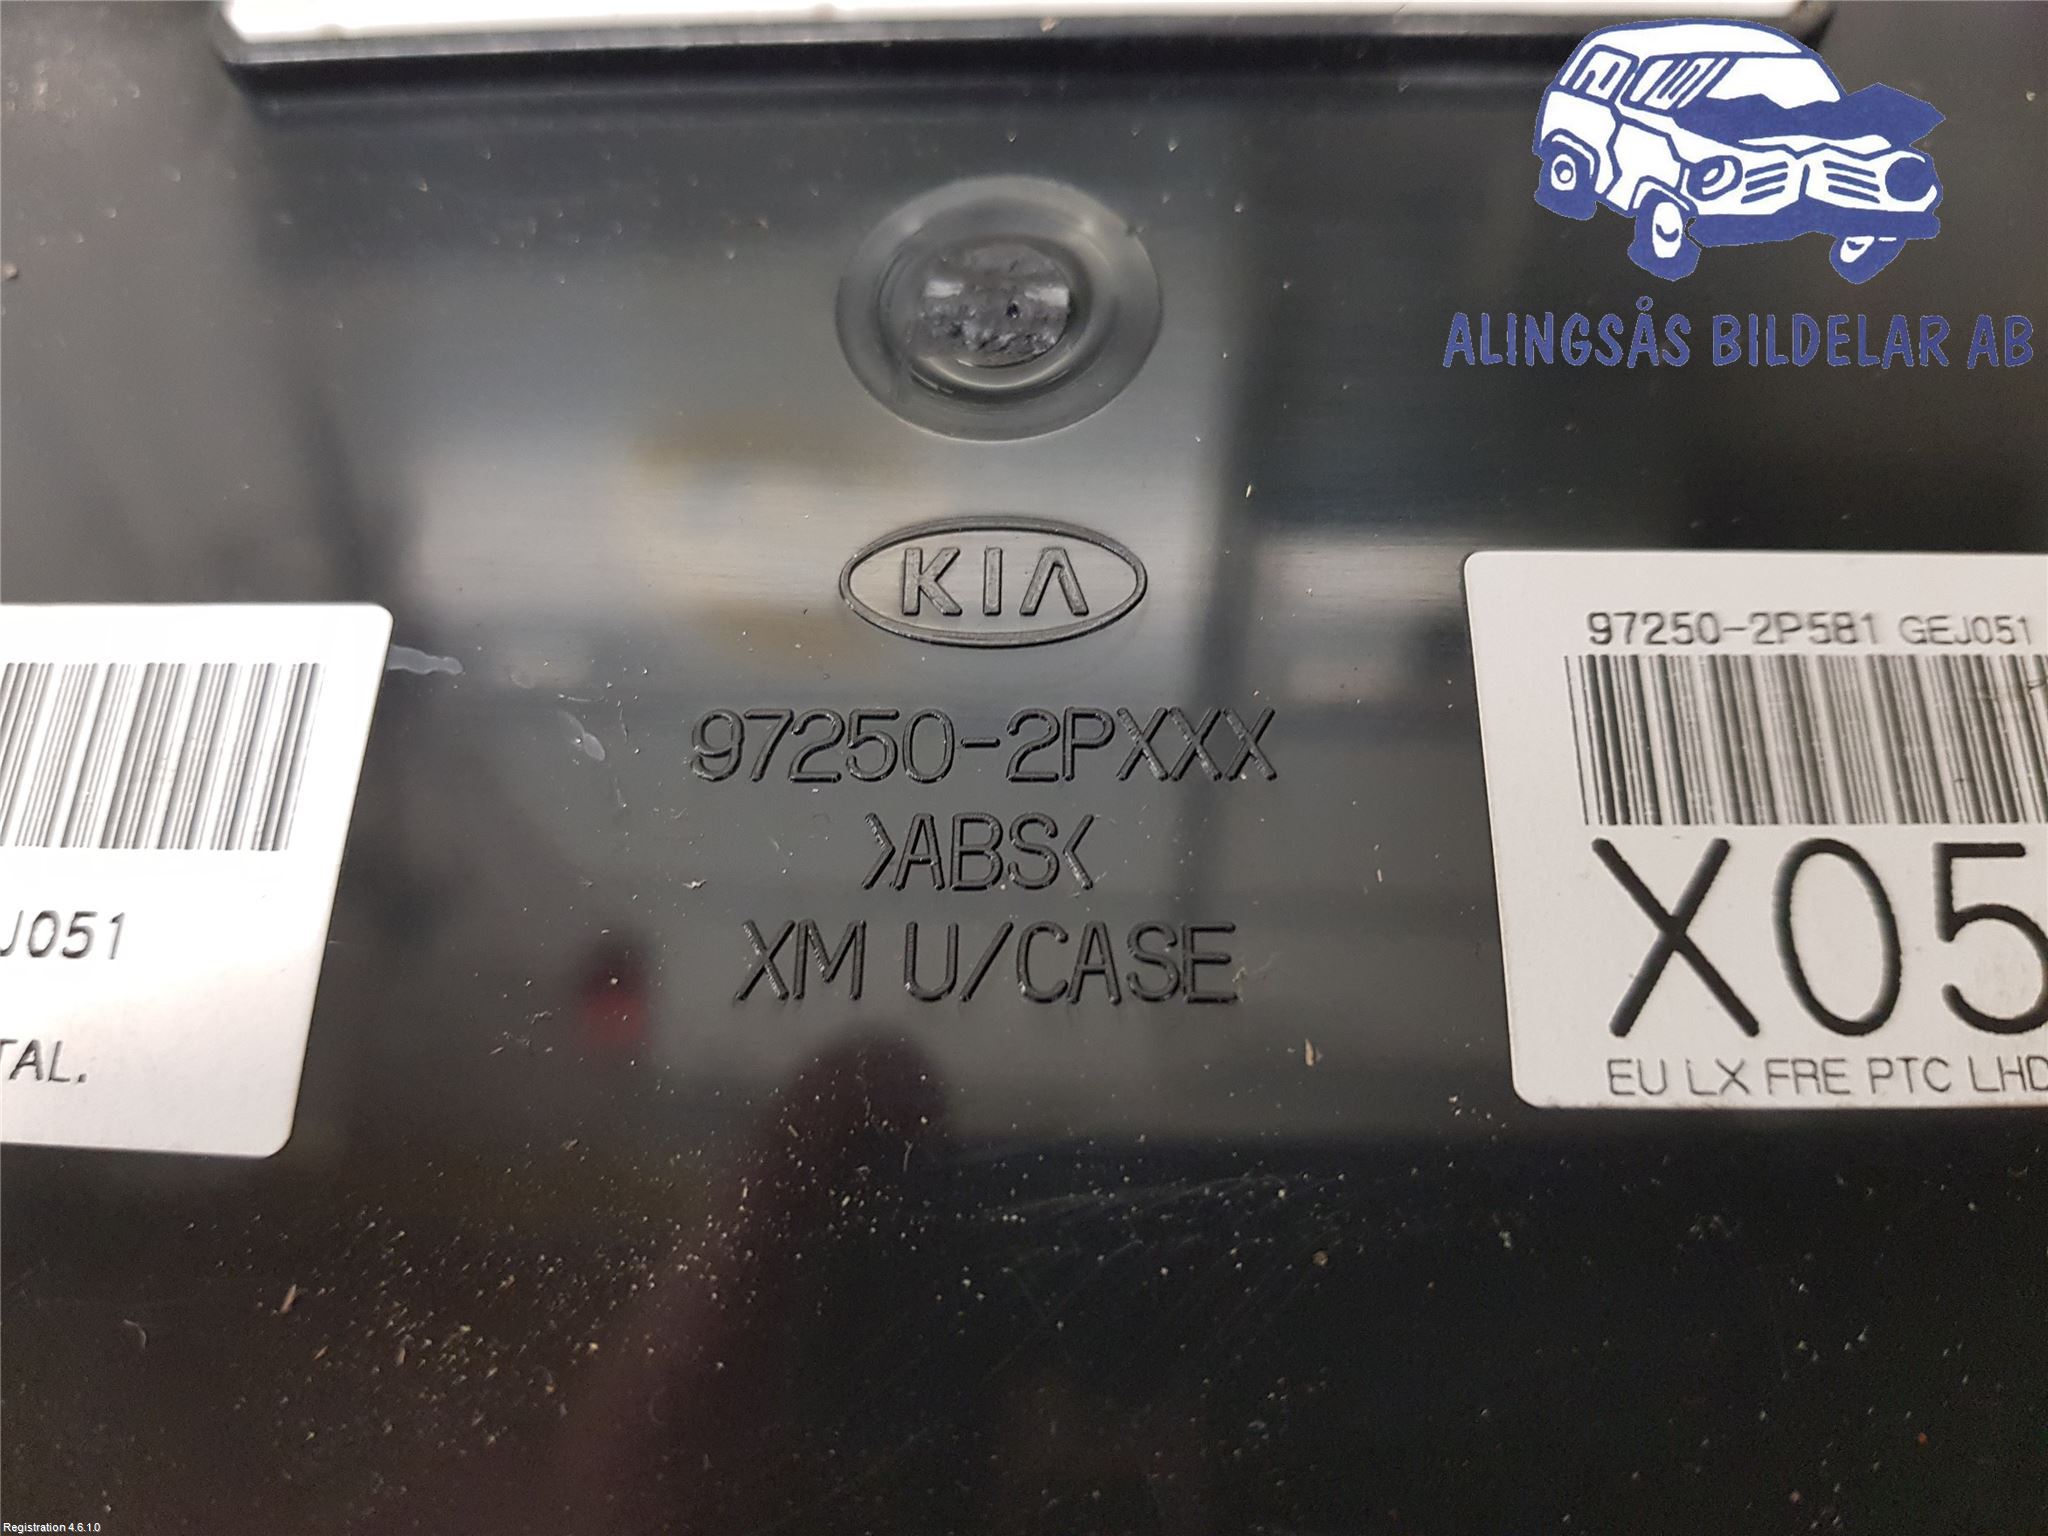 ALINGSÅS BILDELAR AB
KIA
97250-2PXXX
>ABS<
XM U/CASE
J051
TAL.
97250-2P581 GEJ051
X05
EU LX FRE PTC LHD
Registration 4.6.1.0